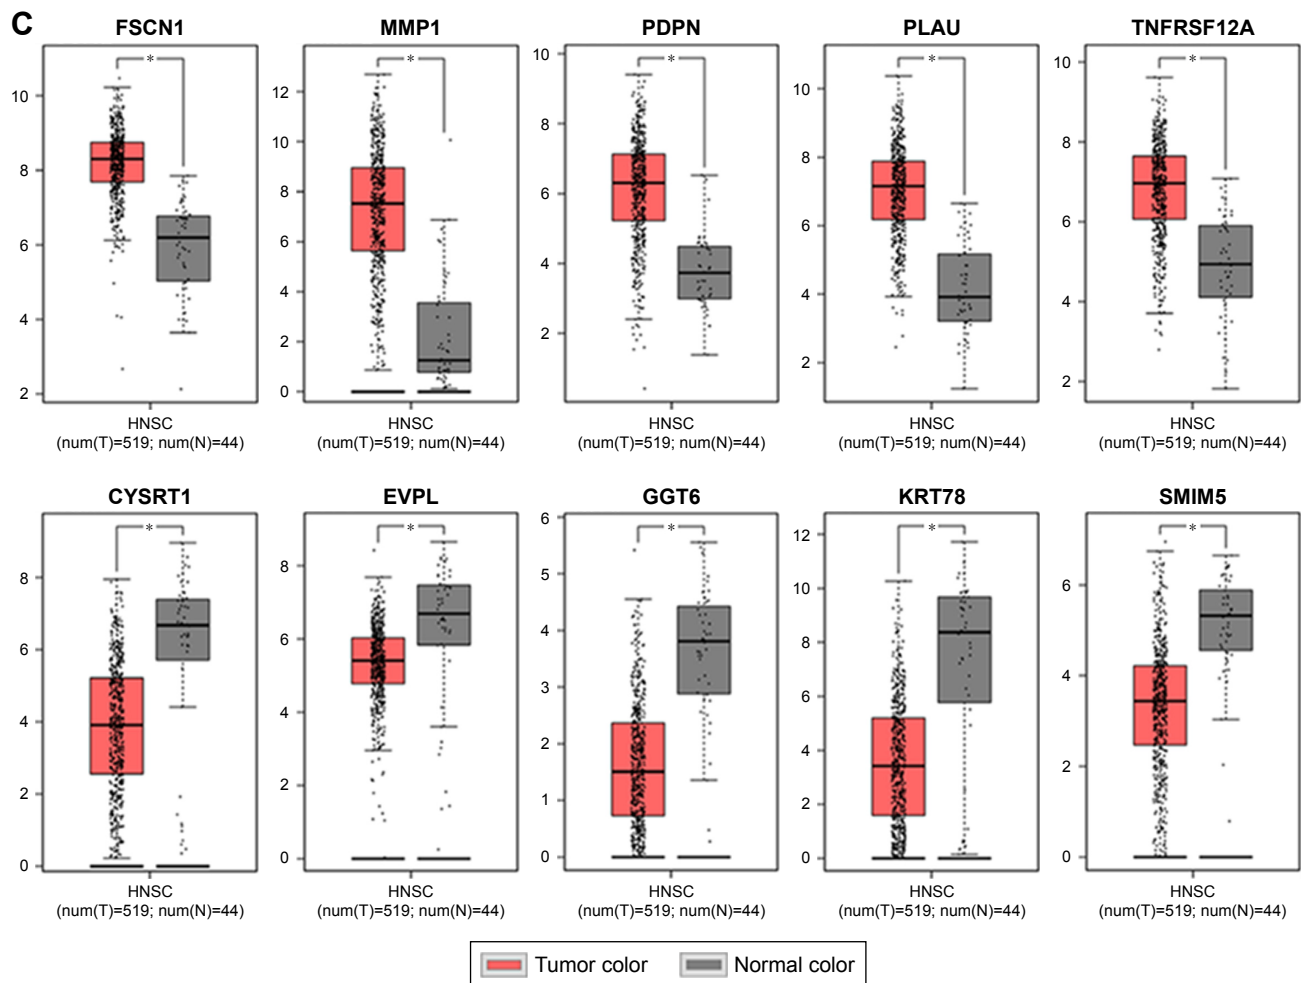 C
FSCN1
MMP1
PDPN
PLAU
TNFRSF12A
*
*
*
*
*
10
8
6
4
2
12
10
8
6
4
2
0
10
8
6
4
2
10
8
6
4
2
10
8
6
4
2
HNSC
(num(T)=519; num(N)=44)
HNSC
(num(T)=519; num(N)=44)
HNSC
(num(T)=519; num(N)=44)
HNSC
(num(T)=519; num(N)=44)
HNSC
(num(T)=519; num(N)=44)
CYSRT1
EVPL
GGT6
KRT78
SMIM5
*
*
*
*
*
8
6
4
2
0
8
6
4
2
0
6
5
4
3
2
1
0
12
10
8
6
4
2
0
6
4
2
0
HNSC
(num(T)=519; num(N)=44)
HNSC
(num(T)=519; num(N)=44)
HNSC
(num(T)=519; num(N)=44)
HNSC
(num(T)=519; num(N)=44)
HNSC
(num(T)=519; num(N)=44)
Tumor color
Normal color